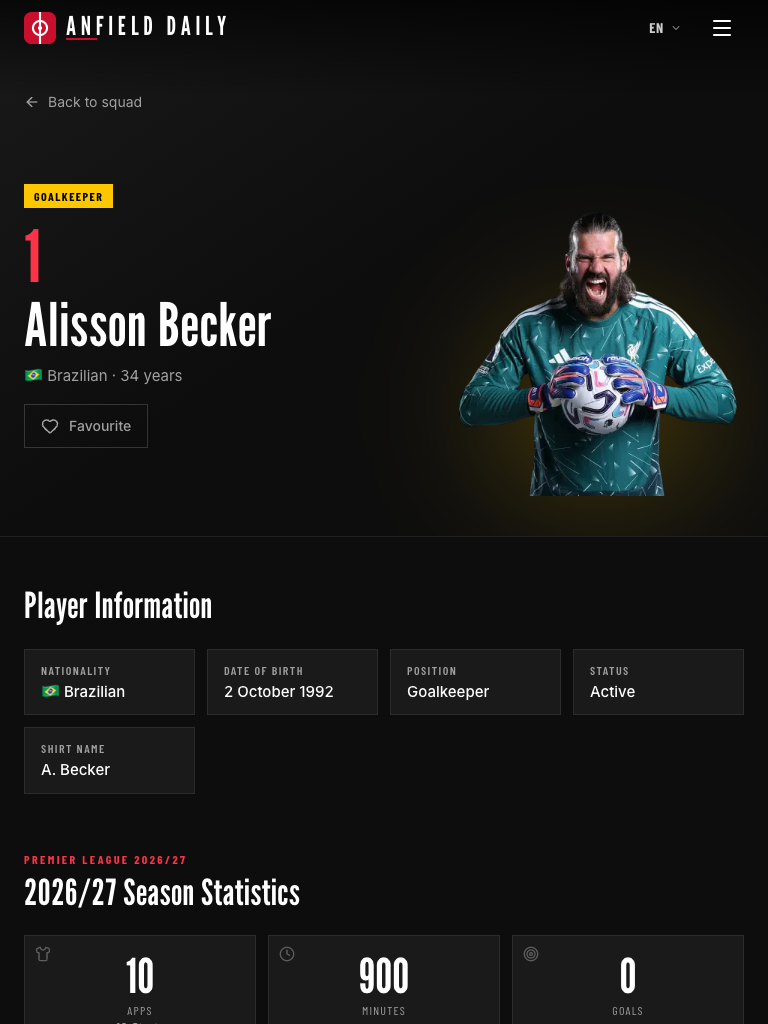 ANFIELD DAILY
EN
Back to squad
GOALKEEPER
1
Alisson Becker
Brazilian · 34 years
Favourite
Player Information
NATIONALITY
Brazilian
DATE OF BIRTH
2 October 1992
POSITION
Goalkeeper
STATUS
Active
SHIRT NAME
A. Becker
PREMIER LEAGUE 2026/27
2026/27 Season Statistics
10
APPS
900
MINUTES
0
GOALS